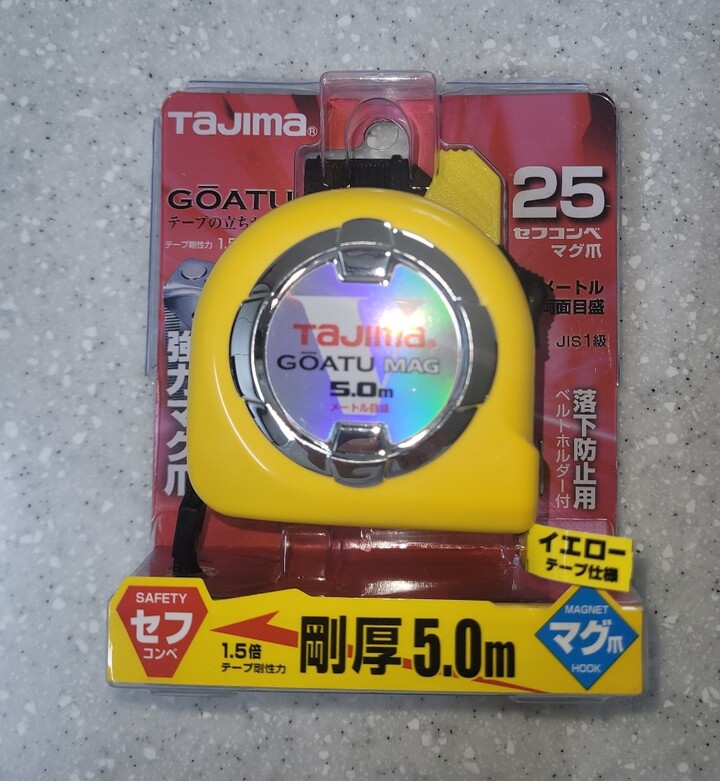 TaJIma®
GŌATU
テープの立ち
テープ剛性力 1.5
25
セフコンベ
マグ爪
メートル
両面目盛
JIS1級
強力マグ爪
落下防止用
ベルトホルダー付
TaJIma®
GŌATU MAG
5.0m
メートル目盛
イエロー
テープ仕様
SAFETY
セフ
コンベ
1.5倍
テープ剛性力
剛厚 5.0m
MAGNET
マグ爪
HOOK